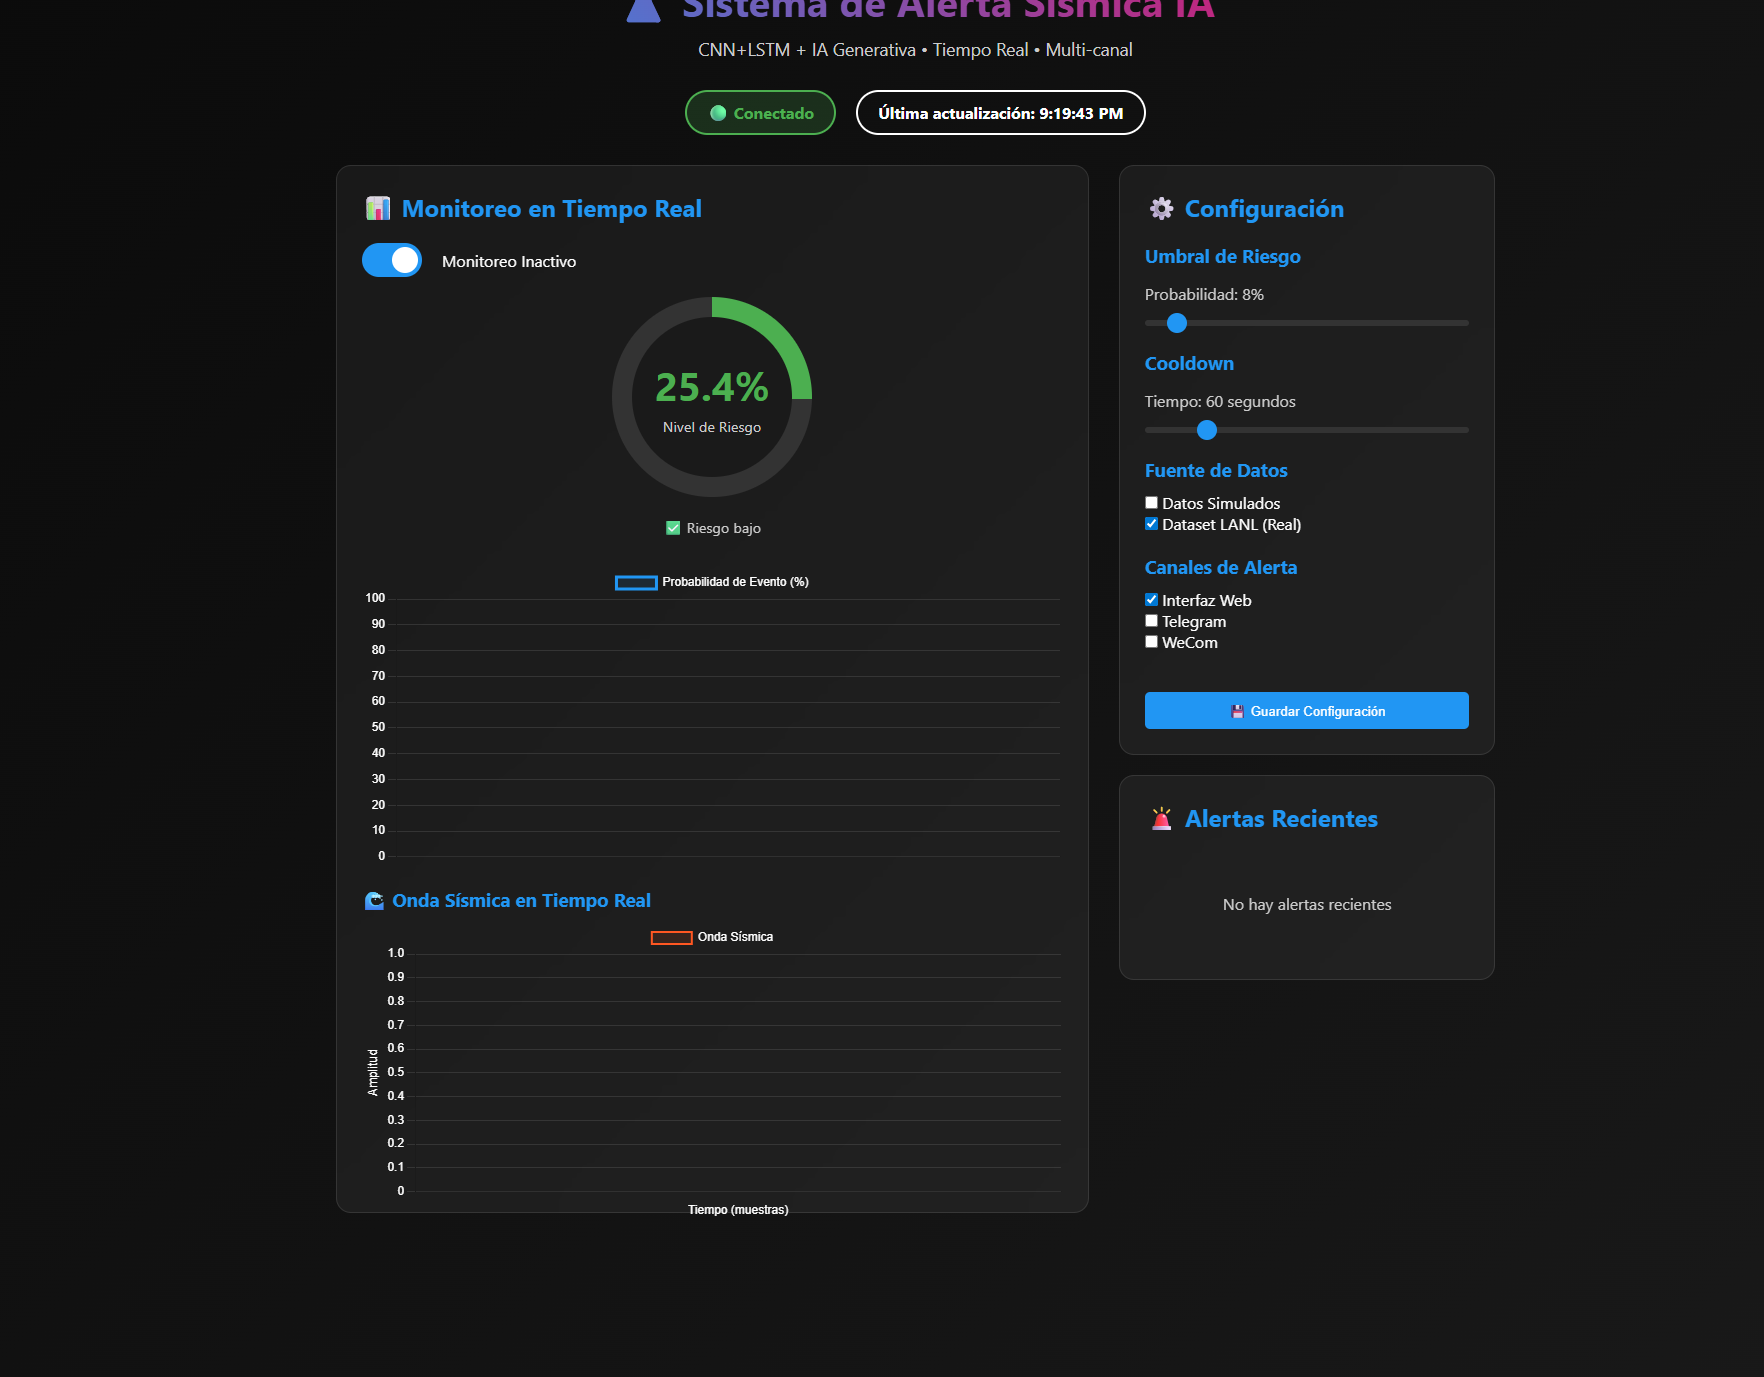 Sistema de Alerta Sísmica IA
CNN+LSTM + IA Generativa • Tiempo Real • Multi-canal
Conectado
Última actualización: 9:19:43 PM
Monitoreo en Tiempo Real
Monitoreo Inactivo
25.4%
Nivel de Riesgo
Riesgo bajo
Probabilidad de Evento (%)
100
90
80
70
60
50
40
30
20
10
0
Onda Sísmica en Tiempo Real
Onda Sísmica
Amplitud
1.0
0.9
0.8
0.7
0.6
0.5
0.4
0.3
0.2
0.1
0
Tiempo (muestras)
Configuración
Umbral de Riesgo
Probabilidad: 8%
Cooldown
Tiempo: 60 segundos
Fuente de Datos
Datos Simulados
Dataset LANL (Real)
Canales de Alerta
Interfaz Web
Telegram
WeCom
Guardar Configuración
Alertas Recientes
No hay alertas recientes